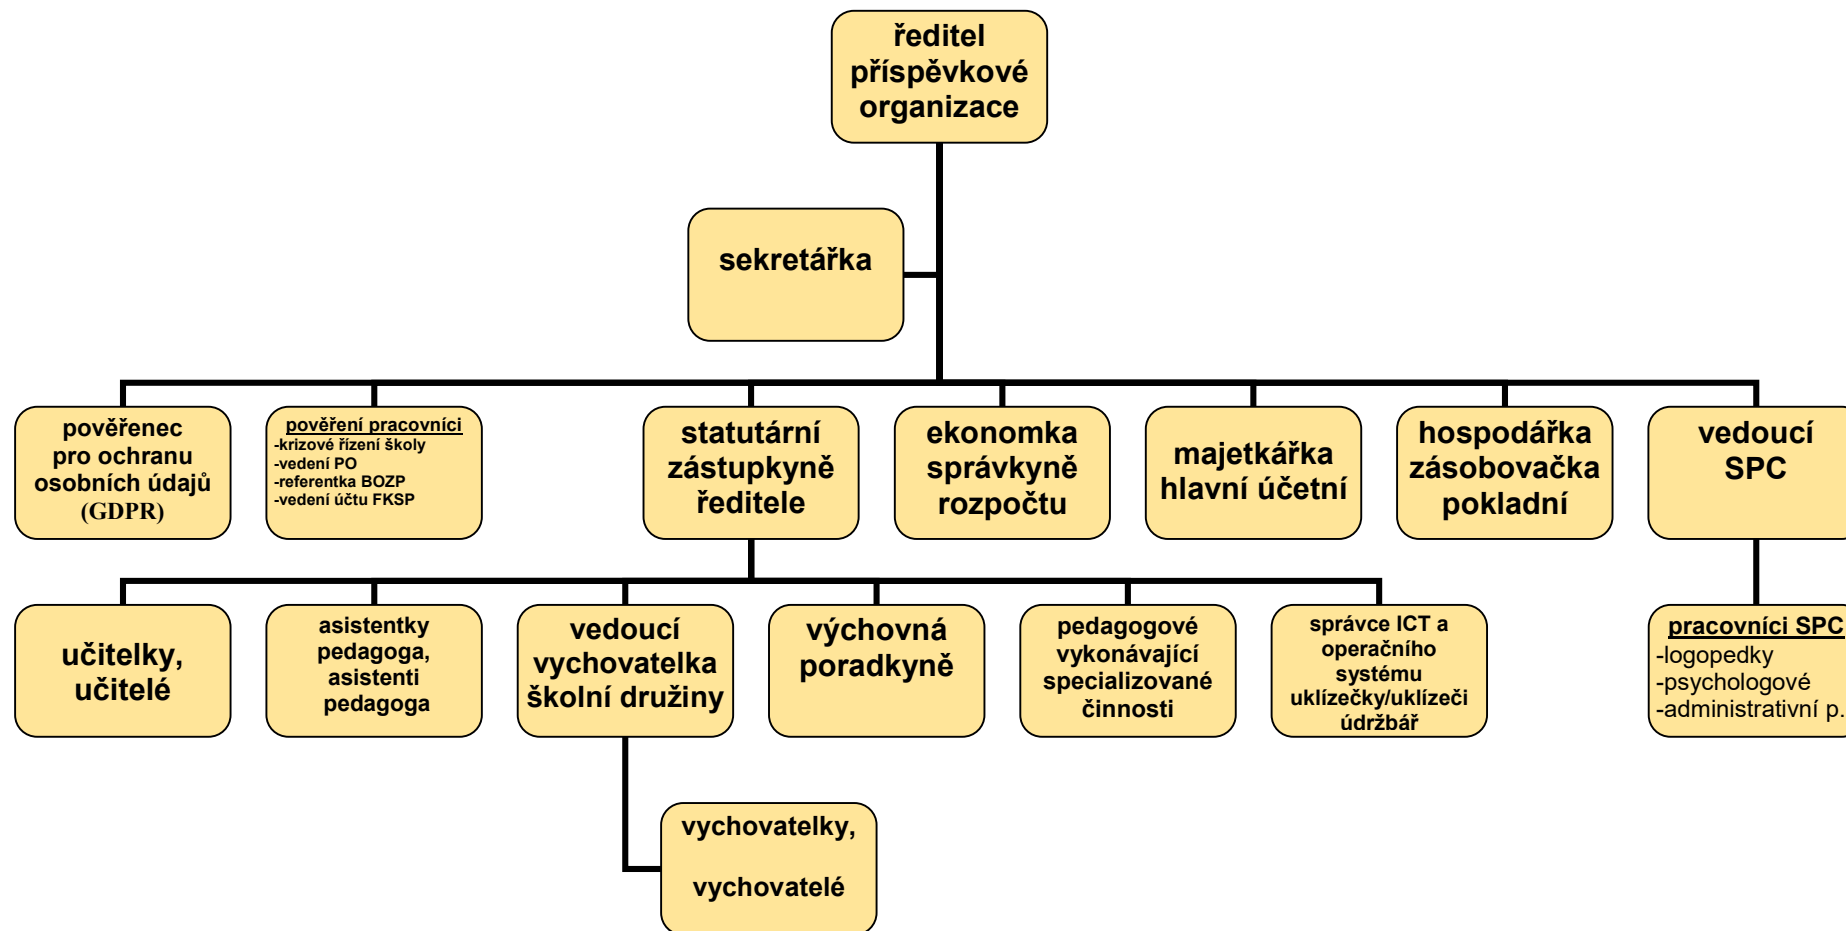 ředitel
příspěvkové
organizace
sekretářka
pověřenec
pro ochranu
osobních údajů
(GDPR)
pověření pracovníci
-krizové řízení školy
-vedení PO
-referentka BOZP
-vedení účtu FKSP
statutární
zástupkyně
ředitele
ekonomka
správkyně
rozpočtu
majetkářka
hlavní účetní
hospodářka
zásobovačka
pokladní
vedoucí
SPC
učitelky,
učitelé
asistentky
pedagoga,
asistenti
pedagoga
vedoucí
vychovatelka
školní družiny
výchovná
poradkyně
pedagogové
vykonávající
specializované
činnosti
správce ICT a
operačního
systému
uklízečky/uklízeči
údržbář
pracovníci SPC
-logopedky
-psychologové
-administrativní p.
vychovatelky,
vychovatelé